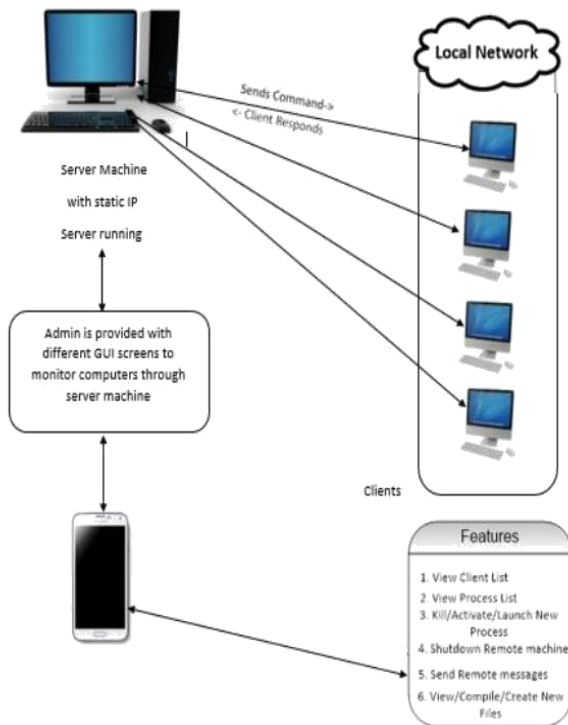 Local Network
Sends Command->
<- Client Responds
Server Machine
with static IP
Server running
Admin is provided with
different GUI screens to
monitor computers through
server machine
Clients
Features
1. View Client List
2. View Process List
3. Kill/Activate/Launch New
Process
4. Shutdown Remote machine
5. Send Remote messages
6. View/Compile/Create New
Files